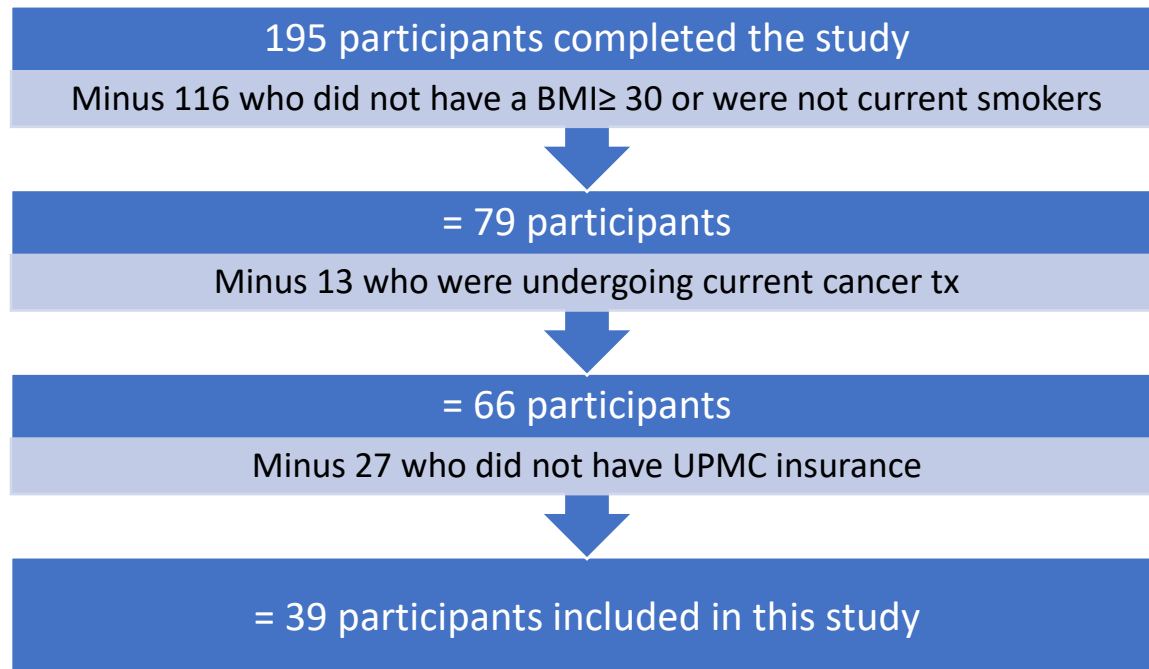 195 participants completed the study
Minus 116 who did not have a BMI≥ 30 or were not current smokers
= 79 participants
Minus 13 who were undergoing current cancer tx
= 66 participants
Minus 27 who did not have UPMC insurance
= 39 participants included in this study